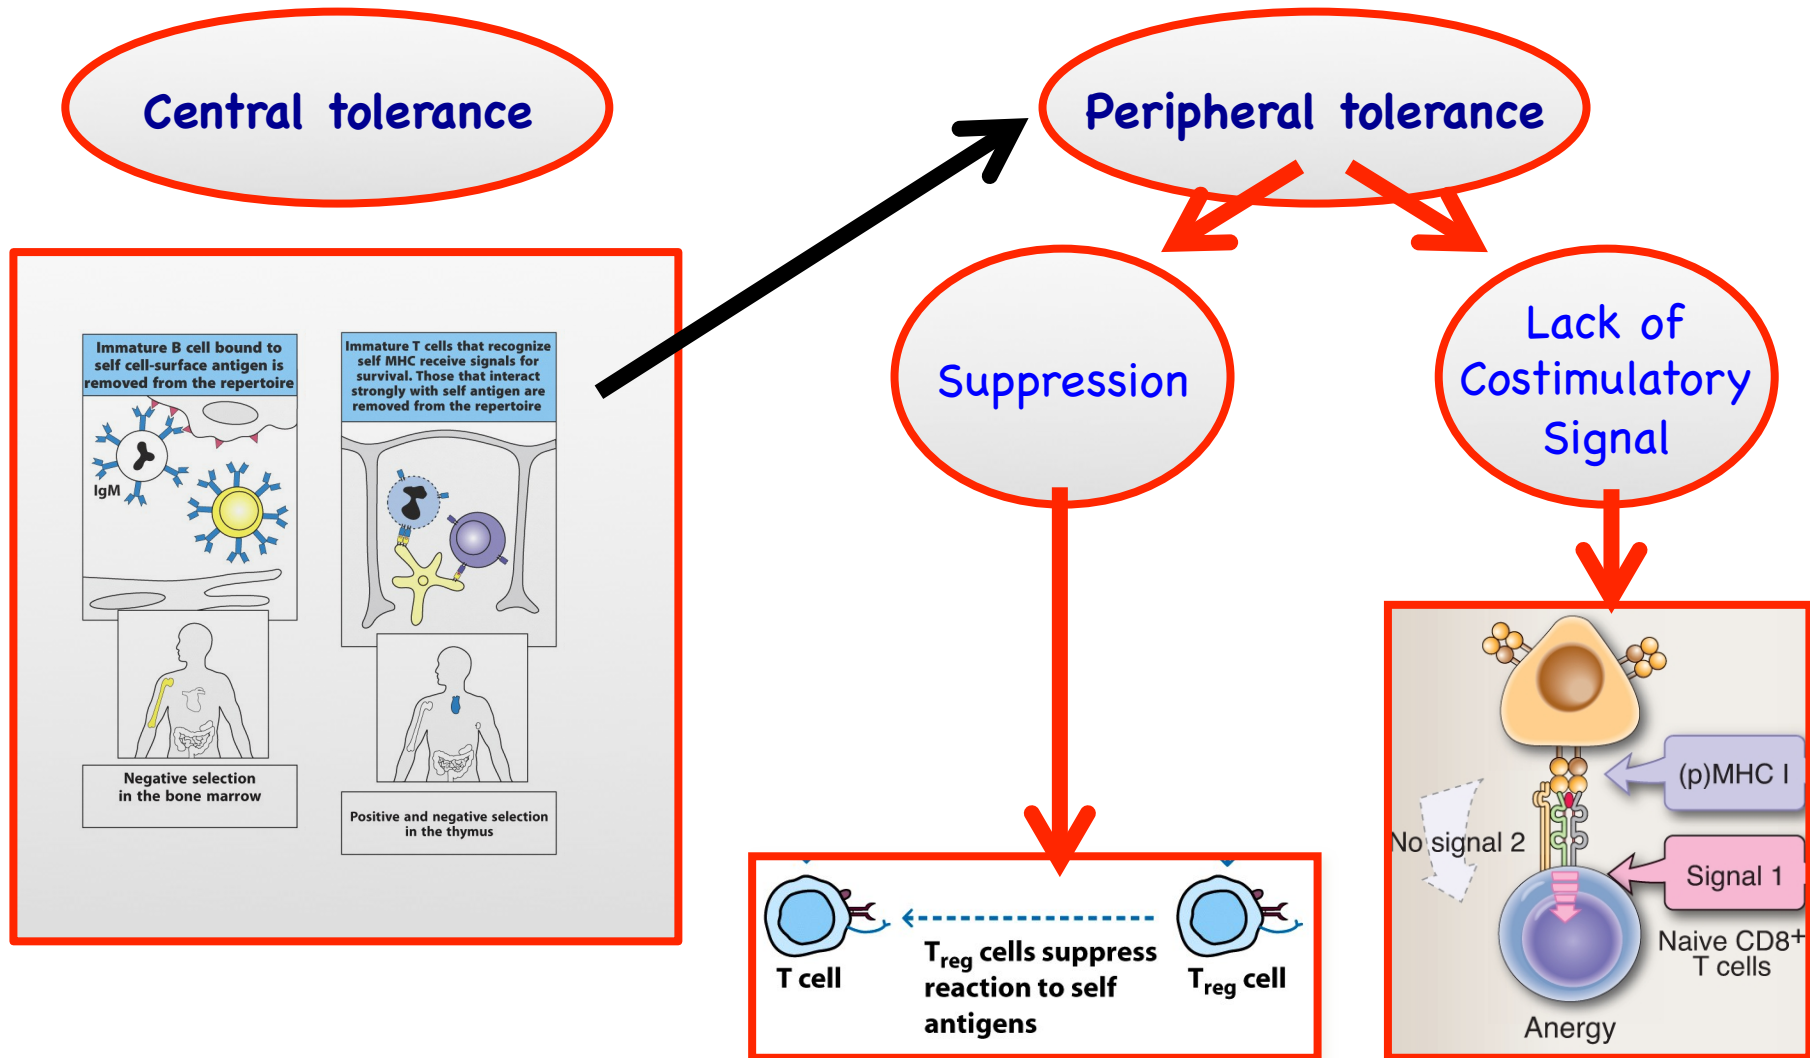 Central tolerance
Peripheral tolerance
Immature B cell bound to
self cell-surface antigen is
removed from the repertoire
IgM
Negative selection
in the bone marrow
Immature T cells that recognize
self MHC receive signals for
survival. Those that interact
strongly with self antigen are
removed from the repertoire
Positive and negative selection
in the thymus
Suppression
Lack of
Costimulatory
Signal
T cell
Treg cells suppress
reaction to self
antigens
Treg cell
(p)MHC I
No signal 2
Signal 1
Naive CD8+
T cells
Anergy